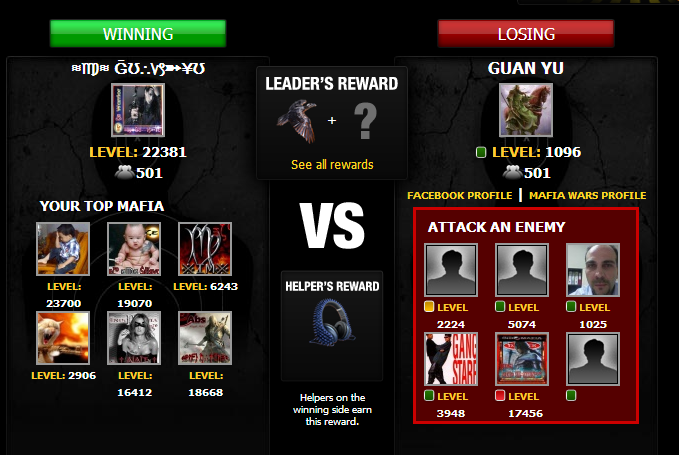 WINNING
LOSING
GUAN YU
LEVEL: 22381
501
LEVEL: 1096
501
LEADER'S REWARD
+
?
See all rewards
FACEBOOK PROFILE | MAFIA WARS PROFILE
YOUR TOP MAFIA
LEVEL:
23700
LEVEL:
19070
LEVEL: 6243
LEVEL: 2906
LEVEL:
16412
LEVEL:
18668
VS
HELPER'S REWARD
Helpers on the
winning side earn
this reward.
ATTACK AN ENEMY
LEVEL
2224
LEVEL
5074
LEVEL
1025
GANG
STARR
LEVEL
3948
LEVEL
17456
LEVEL